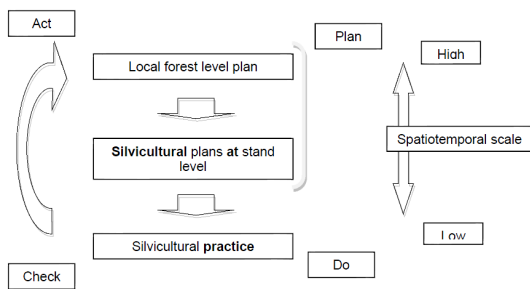 Act
Plan
High
Local forest level plan
Silvicultural plans at stand
level
Spatiotemporal scale
Silvicultural practice
Low
Do
Check